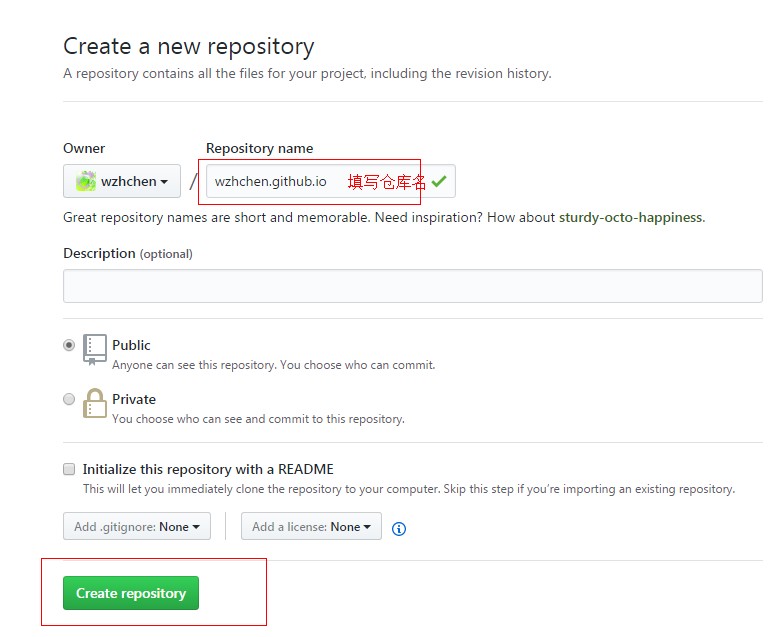 Create a new repository
A repository contains all the files for your project, including the revision history.
Owner
Repository name
wzhchen
/
wzhchen.github.io
填写仓库名
Great repository names are short and memorable. Need inspiration? How about sturdy-octo-happiness.
Description (optional)
Public
Anyone can see this repository. You choose who can commit.
Private
You choose who can see and commit to this repository.
Initialize this repository with a README
This will let you immediately clone the repository to your computer. Skip this step if you’re importing an existing repository.
Add .gitignore: None
Add a license: None
Create repository